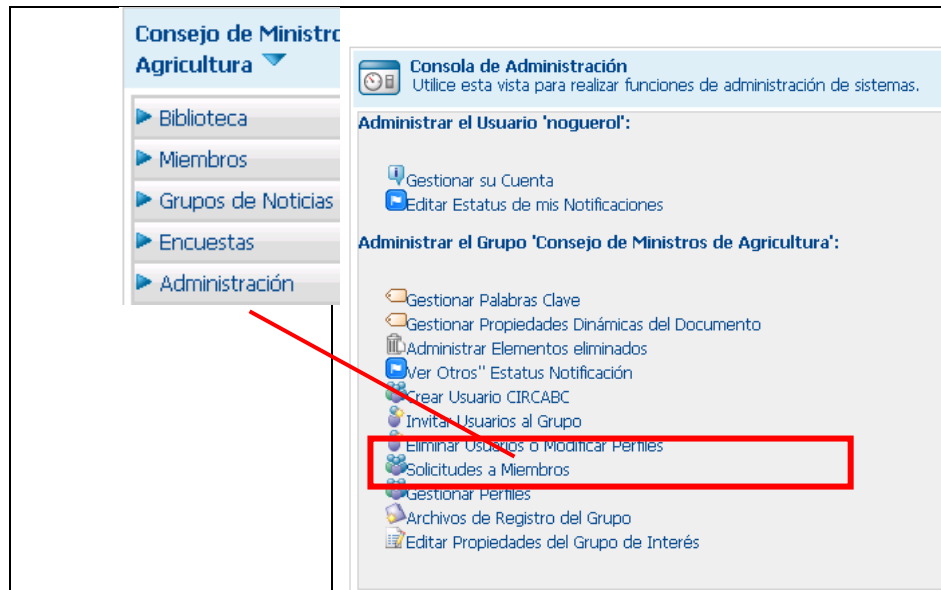 Consejo de Ministro
Agricultura
Biblioteca
Miembros
Grupos de Noticias
Encuestas
Administración
Consola de Administración
Utilice esta vista para realizar funciones de administración de sistemas.
Administrar el Usuario 'noguerol':
Gestionar su Cuenta
Editar Estatus de mis Notificaciones
Administrar el Grupo 'Consejo de Ministros de Agricultura':
Gestionar Palabras Clave
Gestionar Propiedades Dinámicas del Documento
Administrar Elementos eliminados
Ver Otros'' Estatus Notificación
Crear Usuario CIRCABC
Invitar Usuarios al Grupo
Eliminar Usuarios o Modificar Perfiles
Solicitudes a Miembros
Gestionar Perfiles
Archivos de Registro del Grupo
Editar Propiedades del Grupo de Interés